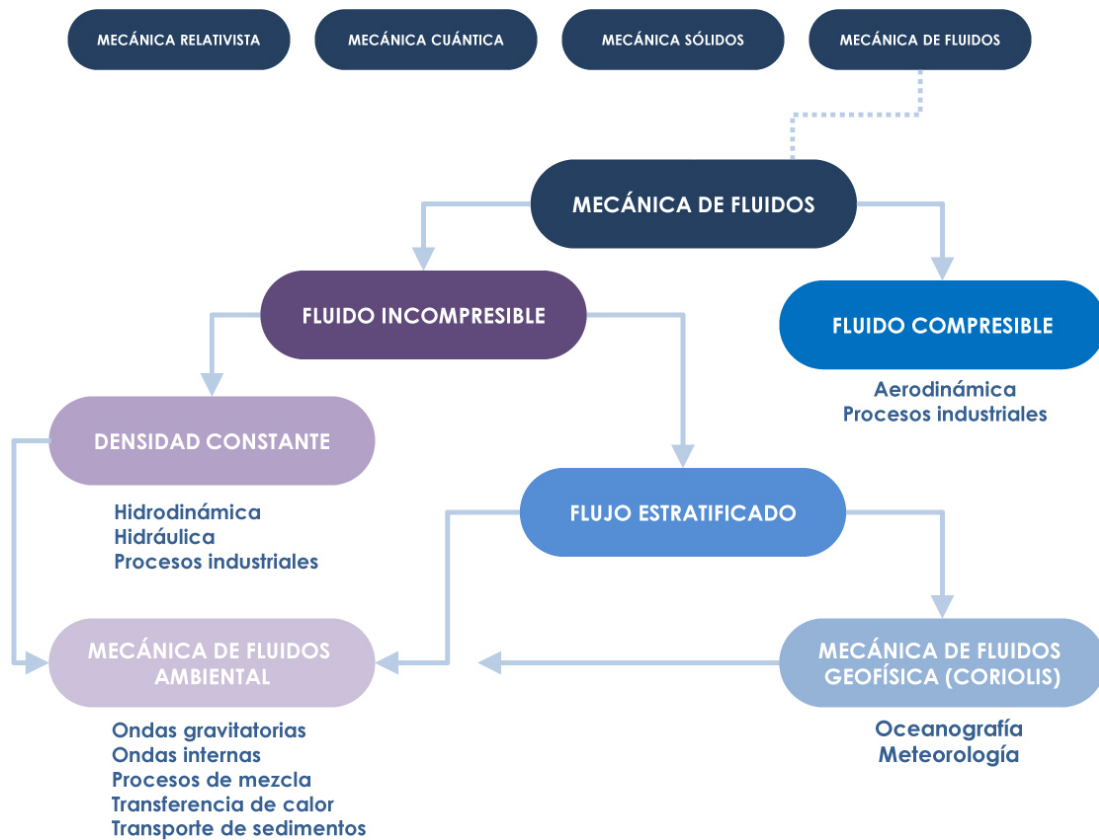 MECÁNICA RELATIVISTA
MECÁNICA CUÁNTICA
MECÁNICA SÓLIDOS
MECÁNICA DE FLUIDOS
MECÁNICA DE FLUIDOS
FLUIDO INCOMPRESIBLE
FLUIDO COMPRESIBLE
Aerodinámica
Procesos industriales
DENSIDAD CONSTANTE
Hidrodinámica
Hidráulica
Procesos industriales
FLUJO ESTRATIFICADO
MECÁNICA DE FLUIDOS
AMBIENTAL
Ondas gravitatorias
Ondas internas
Procesos de mezcla
Transferencia de calor
Transporte de sedimentos
MECÁNICA DE FLUIDOS
GEOFÍSICA (CORIOLIS)
Oceanografía
Meteorología